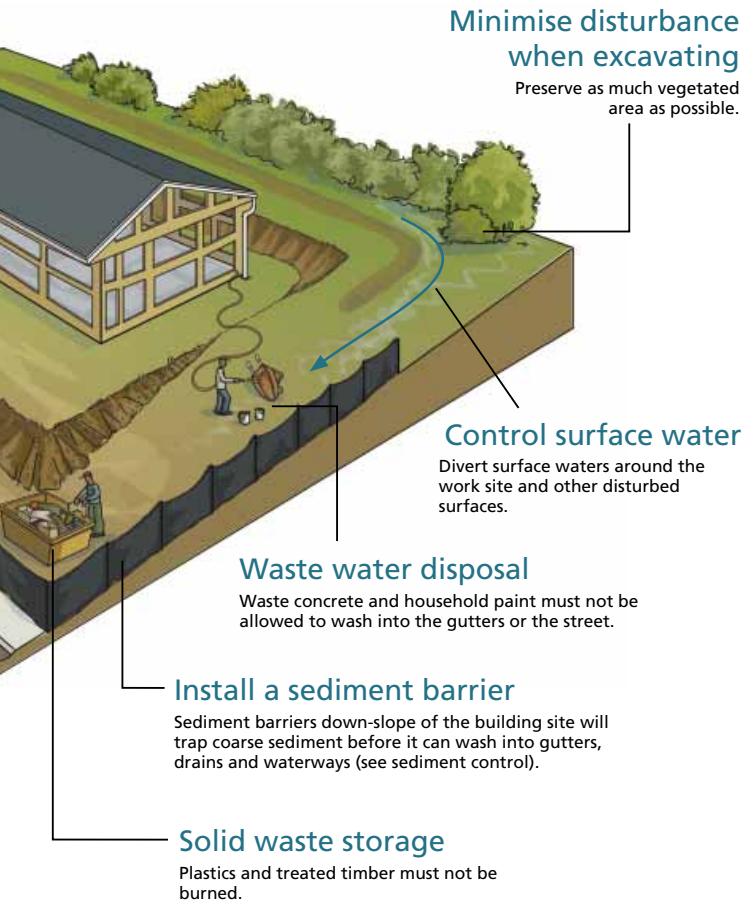 Minimise disturbance
when excavating
Preserve as much vegetated
area as possible.
Control surface water
Divert surface waters around the
work site and other disturbed
surfaces.
Waste water disposal
Waste concrete and household paint must not be
allowed to wash into the gutters or the street.
Install a sediment barrier
Sediment barriers down-slope of the building site will
trap coarse sediment before it can wash into gutters,
drains and waterways (see sediment control).
Solid waste storage
Plastics and treated timber must not be
burned.